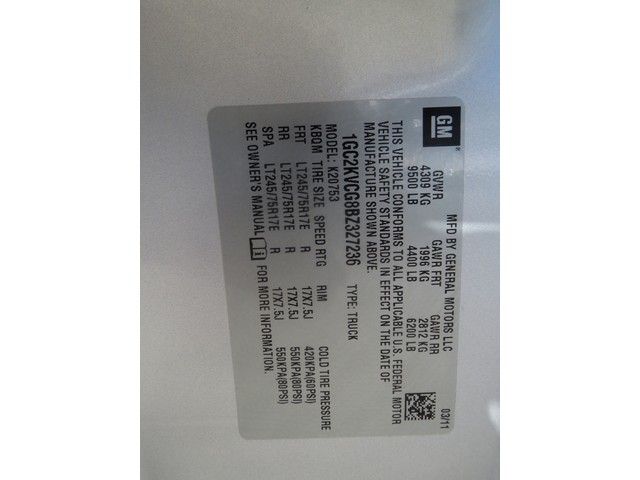 GM ®
MFD BY GENERAL MOTORS LLC
03/11
GVWR GAWR FRT GAWR RR
4309 KG 1996 KG 2812 KG
9500 LB 4400 LB 6200 LB
THIS VEHICLE CONFORMS TO ALL APPLICABLE U.S. FEDERAL MOTOR
VEHICLE SAFETY STANDARDS IN EFFECT ON THE DATE OF
MANUFACTURE SHOWN ABOVE.
1GC2KVCG8BZ327236 TYPE: TRUCK
MODEL: K20753
KBQM TIRE SIZE SPEED RTG RIM COLD TIRE PRESSURE
FRT LT245/75R17E R 17X7.5J 420KPA(60PSI)
RR LT245/75R17E R 17X7.5J 550KPA(80PSI)
SPA LT245/75R17E R 17X7.5J 550KPA(80PSI)
SEE OWNER'S MANUAL FOR MORE INFORMATION.